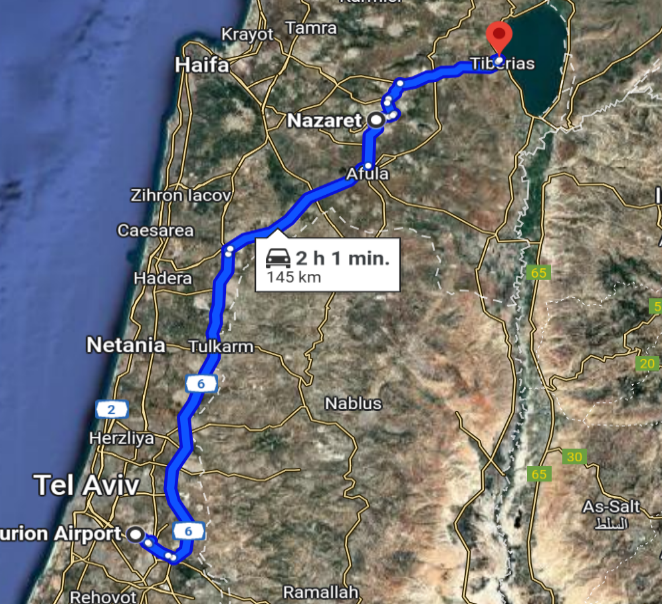 Krayot
Tamra
Haifa
Tiberias
Nazaret
Afula
Zihron Iacov
Caesarea
2 h 1 min.
145 km
65
Hadera
5
Netania
Tulkarm
20
6
2
Nablus
Herzliya
30
65
Tel Aviv
As-Salt
السلط
6
urion Airport
Ramallah
Rehovot